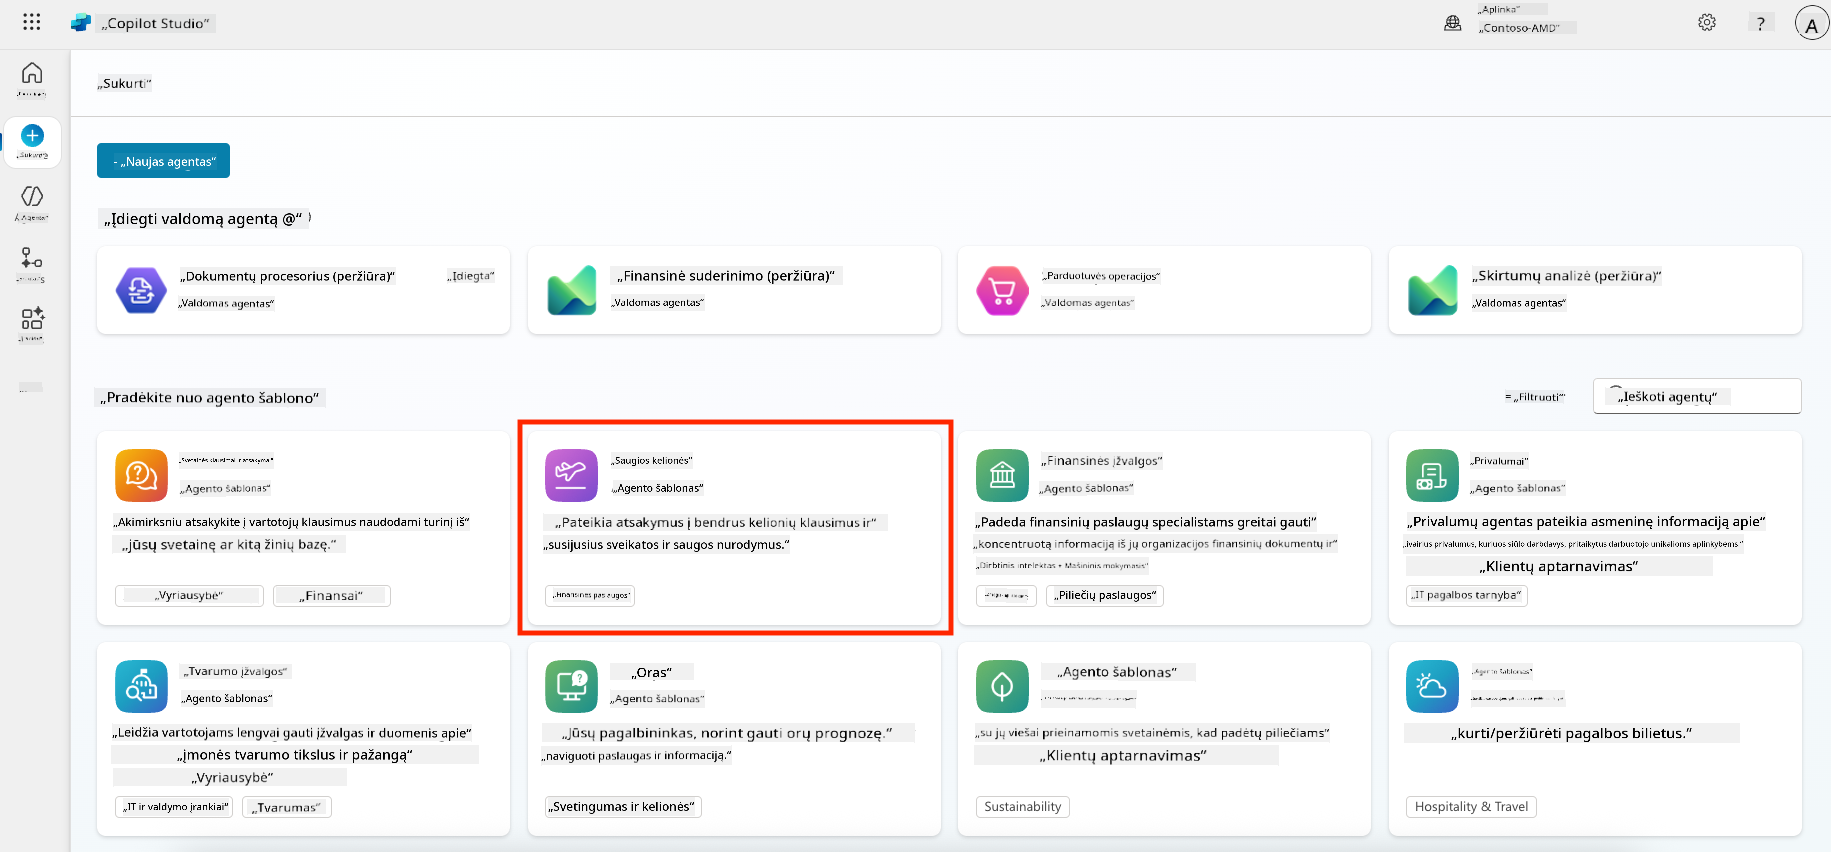 „Copilot Studio“
„Aplinka“
„Contoso-AMD“
?
A
„Sukurti“
- „Naujas agentas“
„Įdiegti valdomą agentą @“
„Dokumentų procesorius (peržiūra)“
„Įdiegta“
„Valdomas agentas“
„Finansinė suderinimo (peržiūra)“
„Valdomas agentas“
„Parduotuvės operacijos“
„Valdomas agentas“
„Skirtumų analizė (peržiūra)“
„Valdomas agentas“
„Pradėkite nuo agento šablono“
= „Filtruoti“
„Ieškoti agentų“
„Svetainės klausimai ir atsakymai“
„Agento šablonas“
„Akimirksniu atsakykite į vartotojų klausimus naudodami turinį iš“
„jūsų svetainę ar kitą žinių bazę.“
„Vyriausybė“
„Finansai“
„Saugios kelionės“
„Agento šablonas“
„Pateikia atsakymus į bendrus kelionių klausimus ir“
„susijusius sveikatos ir saugos nurodymus.“
„Finansinės paslaugos“
„Finansinės įžvalgos“
„Agento šablonas“
„Padeda finansinių paslaugų specialistams greitai gauti“
„koncentruotą informaciją iš jų organizacijos finansinių dokumentų ir“
„Dirbtinis intelektas + Mašininis mokymasis“
„Piliečių paslaugos“
„Privalumai“
„Agento šablonas“
„Privalumų agentas pateikia asmeninę informaciją apie“
„įvairius privalumus, kuriuos siūlo darbdavys, pritaikytus darbuotojo unikalioms aplinkybėms.“
„Klientų aptarnavimas“
„IT pagalbos tarnyba“
„Tvarumo įžvalgos“
„Agento šablonas“
„Leidžia vartotojams lengvai gauti įžvalgas ir duomenis apie“
„įmonės tvarumo tikslus ir pažangą“
„Vyriausybė“
„IT ir valdymo įrankiai“
„Tvarumas“
„Oras“
„Agento šablonas“
„Jūsų pagalbininkas, norint gauti orų prognozę.“
„naviguoti paslaugas ir informaciją.“
„Svetingumas ir kelionės“
„Agento šablonas“
„su jų viešai prieinamomis svetainėmis, kad padėtų piliečiams“
„Klientų aptarnavimas“
Sustainability
„Agento šablonas“
„kurti/peržiūrėti pagalbos bilietus.“
Hospitality & Travel